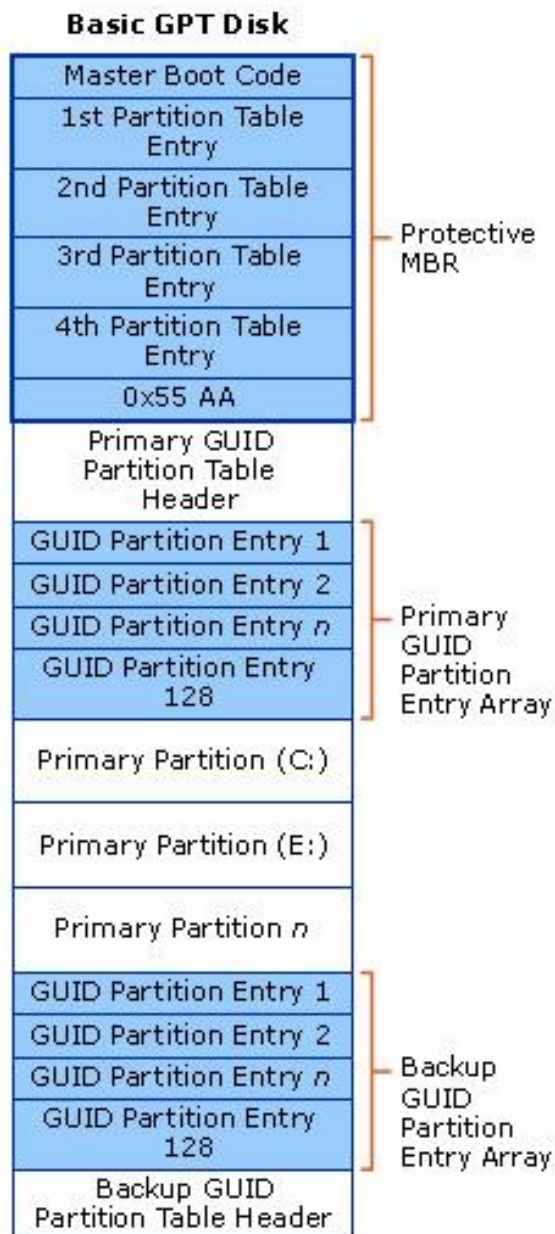 Basic GPT Disk
Master Boot Code
1st Partition Table
Entry
2nd Partition Table
Entry
3rd Partition Table
Entry
4th Partition Table
Entry
0x55 AA
Protective
MBR
Primary GUID
Partition Table
Header
GUID Partition Entry 1
GUID Partition Entry 2
GUID Partition Entry n
GUID Partition Entry
128
Primary
GUID
Partition
Entry Array
Primary Partition (C:)
Primary Partition (E:)
Primary Partition n
GUID Partition Entry 1
GUID Partition Entry 2
GUID Partition Entry n
GUID Partition Entry
128
Backup
GUID
Partition
Entry Array
Backup GUID
Partition Table Header